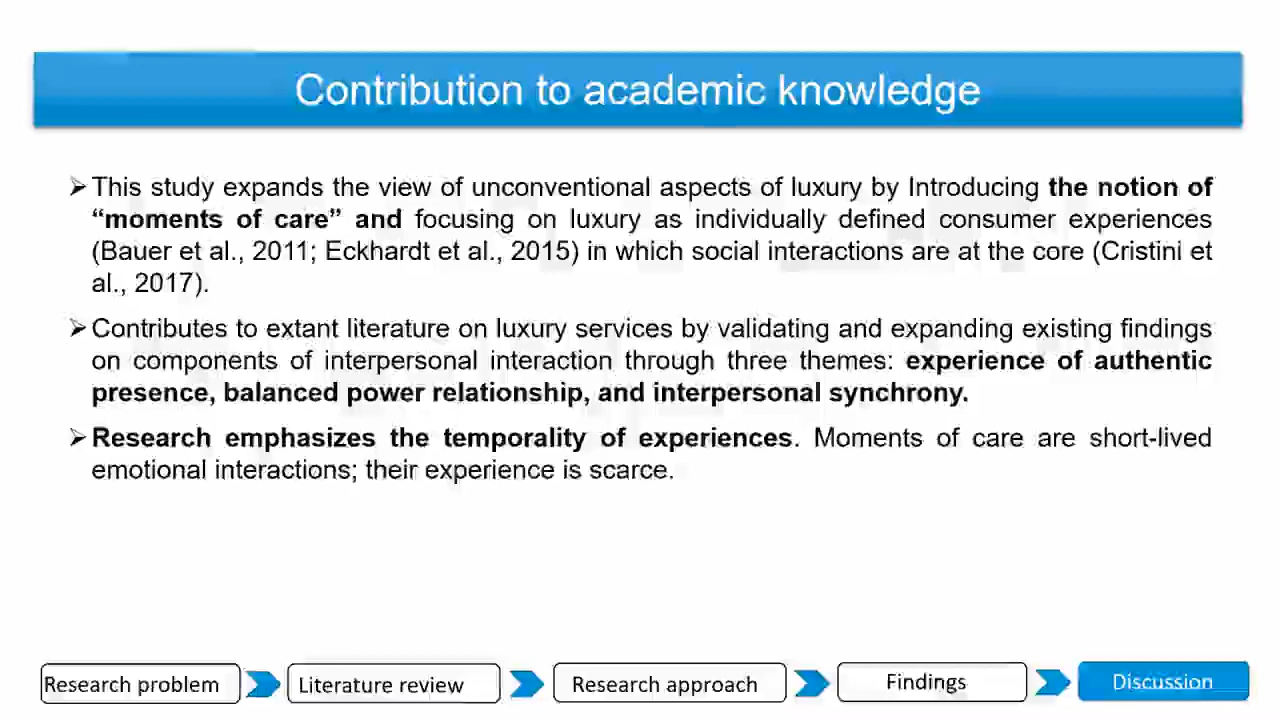 Contribution to academic knowledge
➢This study expands the view of unconventional aspects of luxury by Introducing the notion of
“moments of care” and focusing on luxury as individually defined consumer experiences
(Bauer et al., 2011; Eckhardt et al., 2015) in which social interactions are at the core (Cristini et
al., 2017).
➢Contributes to extant literature on luxury services by validating and expanding existing findings
on components of interpersonal interaction through three themes: experience of authentic
presence, balanced power relationship, and interpersonal synchrony.
➢Research emphasizes the temporality of experiences. Moments of care are short-lived
emotional interactions; their experience is scarce.
Research problem Literature review Research approach Findings Discussion